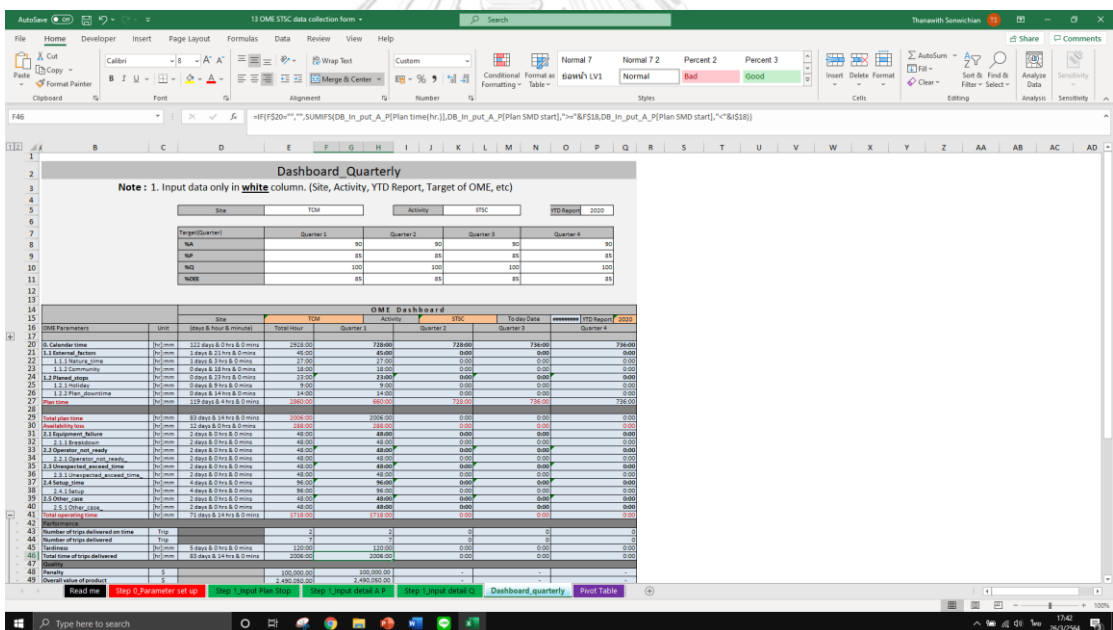 AutoSave Off 13 OME STSC data collection form Search Thanawith Sonwichian TS
File Home Developer Insert Page Layout Formulas Data Review View Help Share Comments
Paste Cut Copy Format Painter Clipboard
Calibri 8 B I U Font
Wrap Text Merge & Center Alignment
Custom Number
Conditional Formatting Format as Table
Normal 7 ย่อหน้า LV1 Normal 7 2 Normal Percent 2 Bad Percent 3 Good Styles
Insert Delete Format Cells
AutoSum Fill Clear Sort & Filter Find & Select Editing
Analyze Data Analysis Sensitivity Sensitivity
F46 =IF(F$20="","",SUMIFS(DB_In_put_A_P[Plan time(hr.)],DB_In_put_A_P[Plan SMD start],">="&F$18,DB_In_put_A_P[Plan SMD start],"<"&I$18))
A B C D E F G H I J K L M N O P Q R S T U V W X Y Z AA AB AC AD
Dashboard_Quarterly
Note : 1. Input data only in white column. (Site, Activity, YTD Report, Target of OME, etc)
Site TCM Activity STSC YTD Report 2020
Target(Quarter) Quarter 1 Quarter 2 Quarter 3 Quarter 4
%A 90 90 90 90
%P 85 85 85 85
%Q 100 100 100 100
%OEE 85 85 85 85
OME Dashboard
Site TCM Activity STSC To day Date ######### YTD Report 2020
OME Parameters Unit (days & hour & minute) Total Hour Quarter 1 Quarter 2 Quarter 3 Quarter 4
0. Calendar time [hr]:mm 122 days & 0 hrs & 0 mins 2928:00 728:00 728:00 736:00 736:00
1.1 External_factors [hr]:mm 1 days & 21 hrs & 0 mins 45:00 45:00 0:00 0:00 0:00
1.1.1 Nature_time [hr]:mm 1 days & 3 hrs & 0 mins 27:00 27:00 0:00 0:00 0:00
1.1.2 Community [hr]:mm 0 days & 18 hrs & 0 mins 18:00 18:00 0:00 0:00 0:00
1.2 Planed_stops [hr]:mm 0 days & 23 hrs & 0 mins 23:00 23:00 0:00 0:00 0:00
1.2.1 Holiday [hr]:mm 0 days & 9 hrs & 0 mins 9:00 9:00 0:00 0:00 0:00
1.2.2 Plan_downtime [hr]:mm 0 days & 14 hrs & 0 mins 14:00 14:00 0:00 0:00 0:00
Plan time [hr]:mm 119 days & 4 hrs & 0 mins 2860:00 660:00 728:00 736:00 736:00
Total plan time [hr]:mm 83 days & 14 hrs & 0 mins 2006:00 2006:00 0:00 0:00 0:00
Availability loss [hr]:mm 12 days & 0 hrs & 0 mins 288:00 288:00 0:00 0:00 0:00
2.1 Equipment_failure [hr]:mm 2 days & 0 hrs & 0 mins 48:00 48:00 0:00 0:00 0:00
2.1.1 Breakdown [hr]:mm 2 days & 0 hrs & 0 mins 48:00 48:00 0:00 0:00 0:00
2.2 Operator_not_ready [hr]:mm 2 days & 0 hrs & 0 mins 48:00 48:00 0:00 0:00 0:00
2.2.1 Operator_not_ready_ [hr]:mm 2 days & 0 hrs & 0 mins 48:00 48:00 0:00 0:00 0:00
2.3 Unexpected_exceed_time [hr]:mm 2 days & 0 hrs & 0 mins 48:00 48:00 0:00 0:00 0:00
2.3.1 Unexpected_exceed_time_ [hr]:mm 2 days & 0 hrs & 0 mins 48:00 48:00 0:00 0:00 0:00
2.4 Setup_time [hr]:mm 4 days & 0 hrs & 0 mins 96:00 96:00 0:00 0:00 0:00
2.4.1 Setup [hr]:mm 4 days & 0 hrs & 0 mins 96:00 96:00 0:00 0:00 0:00
2.5 Other_case [hr]:mm 2 days & 0 hrs & 0 mins 48:00 48:00 0:00 0:00 0:00
2.5.1 Other_case_ [hr]:mm 2 days & 0 hrs & 0 mins 48:00 48:00 0:00 0:00 0:00
Total operating time [hr]:mm 71 days & 14 hrs & 0 mins 1718:00 1718:00 0:00 0:00 0:00
Performance
Number of trips delivered on time Trip 2 2 0 0 0
Number of trips delivered Trip 7 7 0 0 0
Tardiness [hr]:mm 5 days & 0 hrs & 0 mins 120:00 120:00 0:00 0:00 0:00
Total time of trips delivered [hr]:mm 83 days & 14 hrs & 0 mins 2006:00 2006:00 0:00 0:00 0:00
Quality
Penalty $ 100,000.00 100,000.00 - - -
Overall value of product $ 2,490,050.00 2,490,050.00 - - -
Read me Step 0_Parameter set up Step 1_Input Plan Stop Step 1_Input detail A P Step 1_Input detail Q Dashboard_quarterly Pivot Table
100%
Type here to search ไทย 17:42
26/3/2564